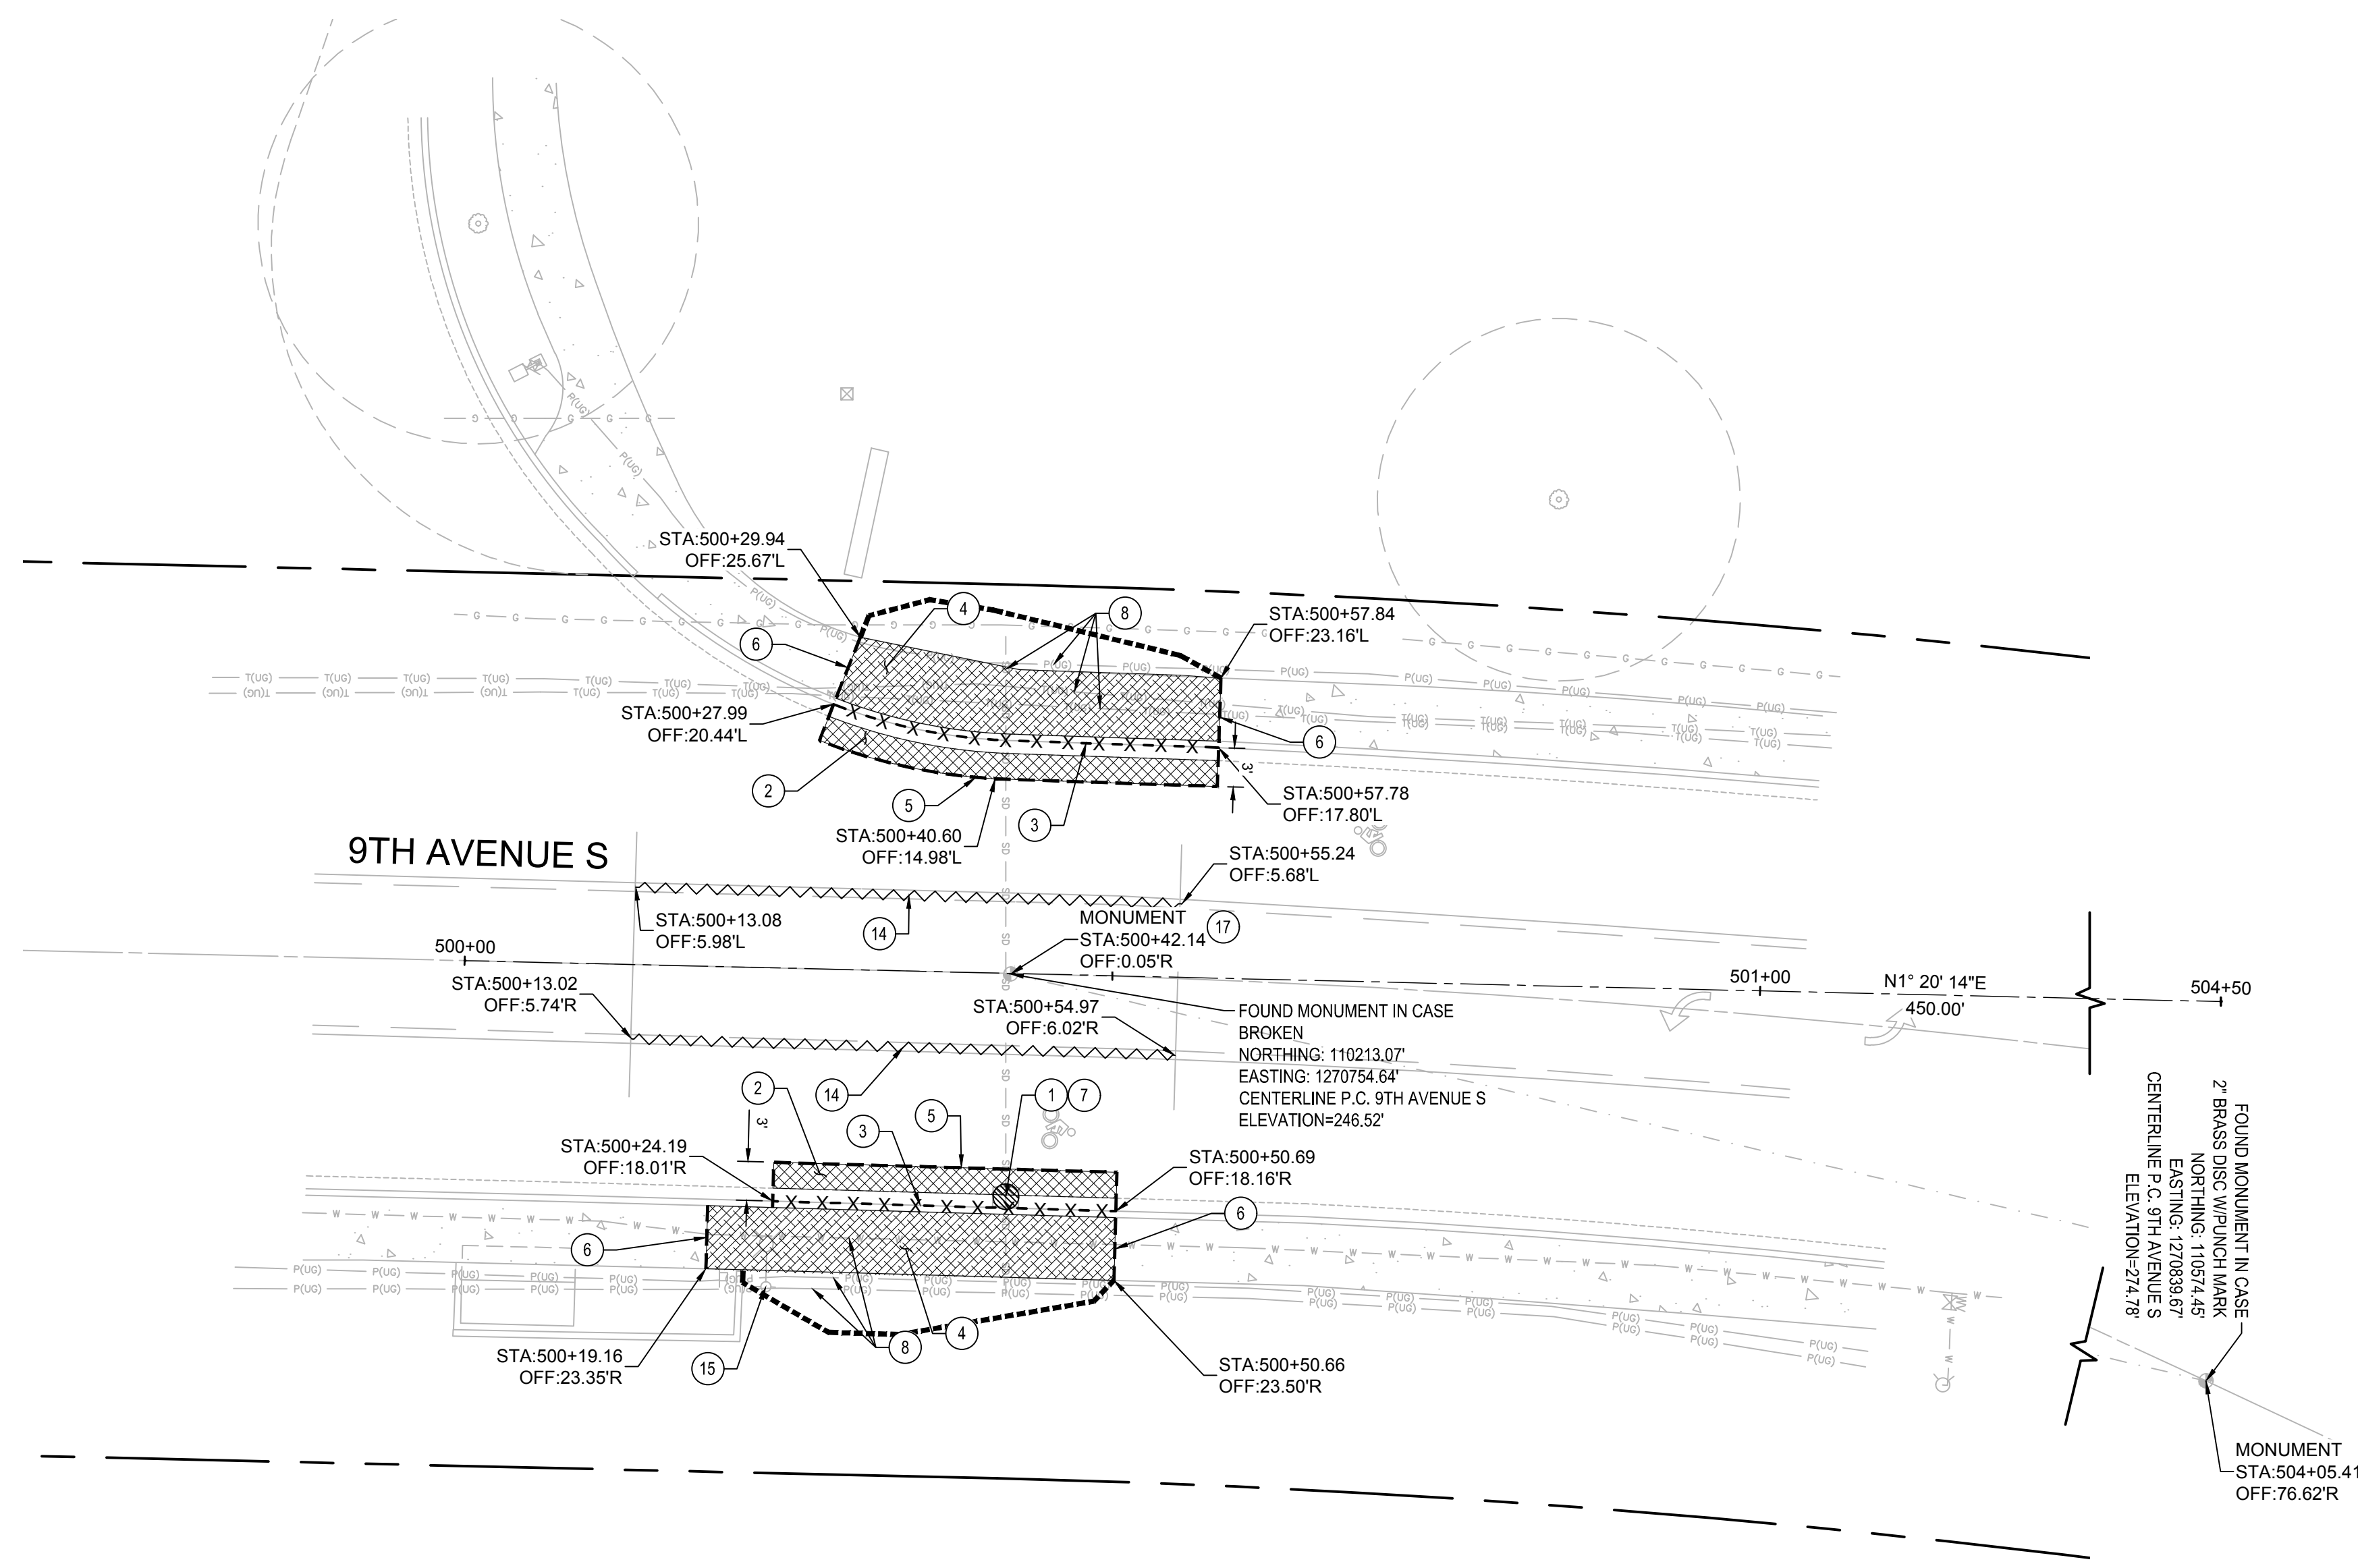 STA:500+29.94
OFF:25.67'L
4
8
STA:500+57.84
OFF:23.16'L
6
STA:500+27.99
OFF:20.44'L
6
2
5
3
3'
STA:500+57.78
OFF:17.80'L
STA:500+40.60
OFF:14.98'L
9TH AVENUE S
STA:500+55.24
OFF:5.68'L
STA:500+13.08
OFF:5.98'L
14
MONUMENT
STA:500+42.14
OFF:0.05'R
17
500+00
501+00
N1° 20' 14"E
450.00'
504+50
STA:500+13.02
OFF:5.74'R
STA:500+54.97
OFF:6.02'R
FOUND MONUMENT IN CASE
BROKEN
NORTHING: 110213.07'
EASTING: 1270754.64'
CENTERLINE P.C. 9TH AVENUE S
ELEVATION=246.52'
2
14
1
7
3'
3
5
STA:500+24.19
OFF:18.01'R
STA:500+50.69
OFF:18.16'R
6
6
STA:500+19.16
OFF:23.35'R
15
8
4
STA:500+50.66
OFF:23.50'R
FOUND MONUMENT IN CASE
2" BRASS DISC W/PUNCH MARK
NORTHING: 110574.45'
EASTING: 1270839.67'
CENTERLINE P.C. 9TH AVENUE S
ELEVATION=274.78'
MONUMENT
STA:504+05.41
OFF:76.62'R